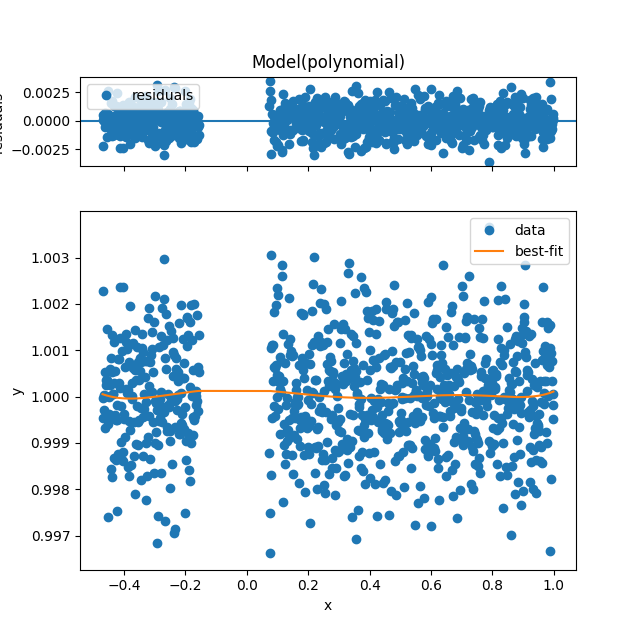 Model(polynomial)
0.0025
0.0000
−0.0025
residuals
residuals
1.003
1.002
1.001
1.000
0.999
0.998
0.997
y
data
best-fit
−0.4 −0.2 0.0 0.2 0.4 0.6 0.8 1.0
x